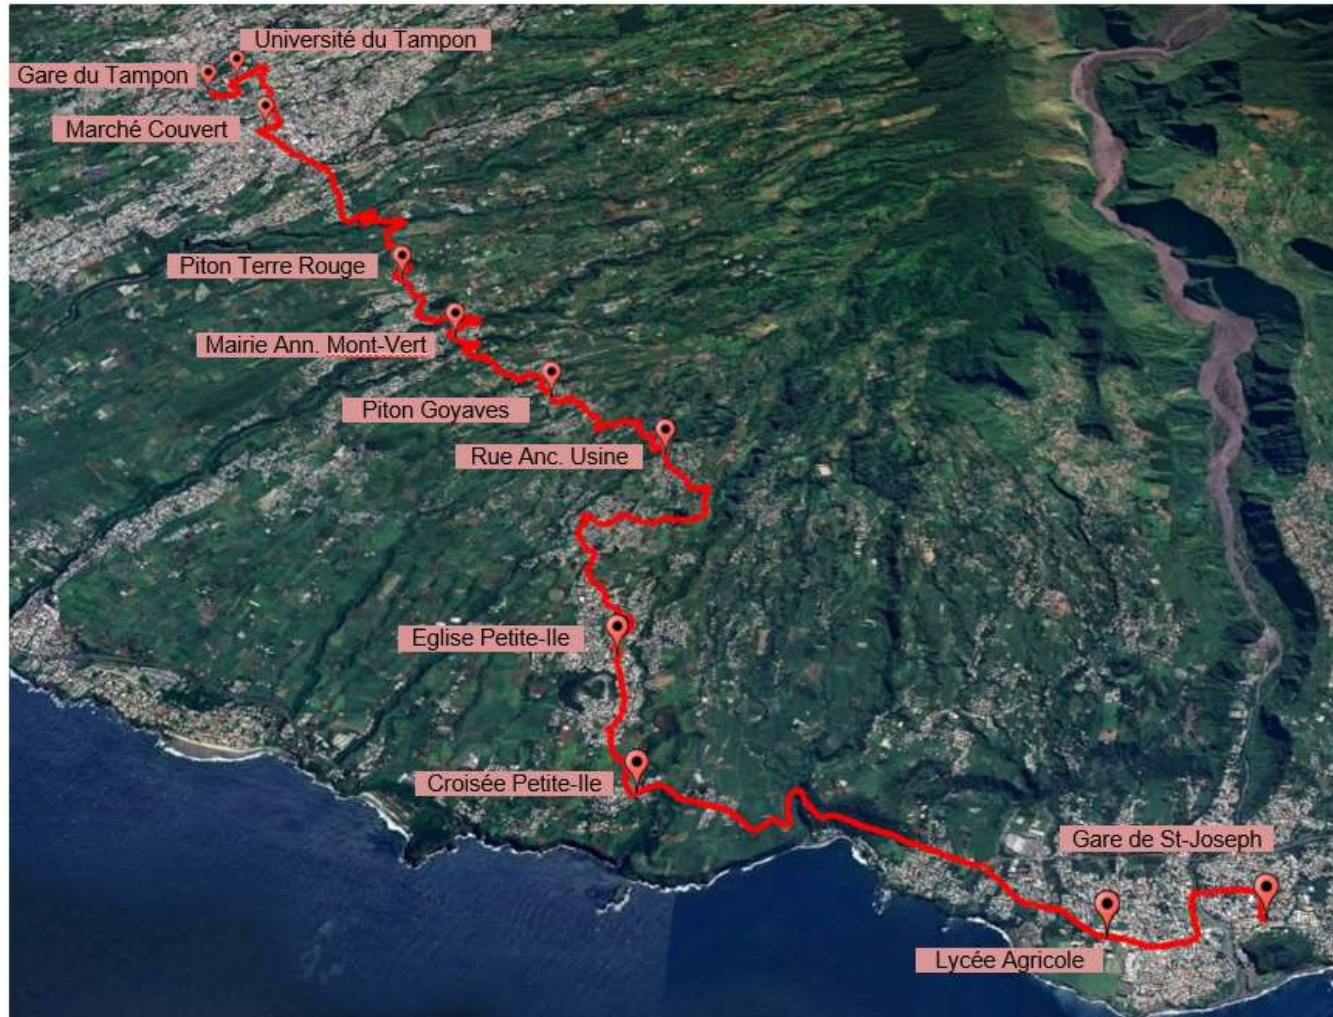 Université du Tampon
Gare du Tampon
Marché Couvert
Piton Terre Rouge
Mairie Ann. Mont-Vert
Piton Goyaves
Rue Anc. Usine
Eglise Petite-Ile
Croisée Petite-Ile
Gare de St-Joseph
Lycée Agricole